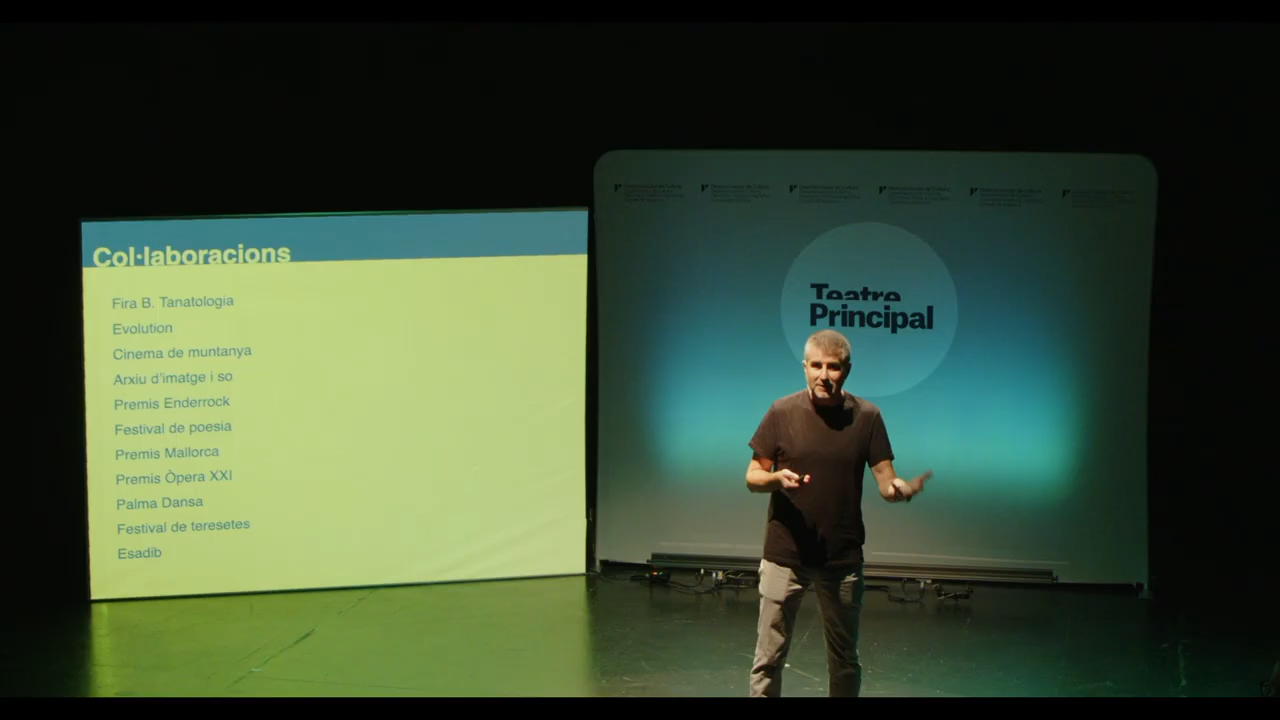 Col·laboracions
Fira B. Tanatologia
Evolution
Cinema de muntanya
Arxiu d'imatge i so
Premis Enderrock
Festival de poesia
Premis Mallorca
Premis Òpera XXI
Palma Dansa
Festival de teresetes
Esadib
Teatre
Principal